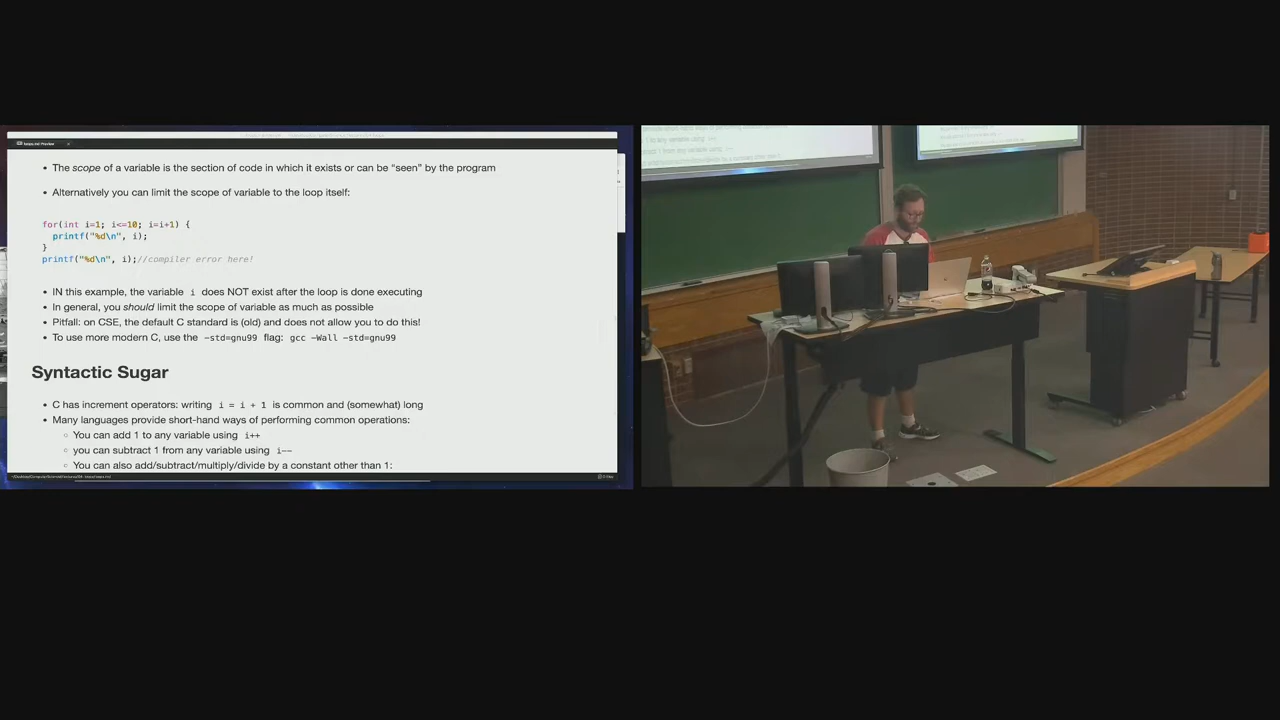 loops.md Preview
• The scope of a variable is the section of code in which it exists or can be “seen” by the program
• Alternatively you can limit the scope of variable to the loop itself:
for(int i=1; i<=10; i=i+1) {
printf("%d\n", i);
}
printf("%d\n", i);//compiler error here!
• IN this example, the variable i does NOT exist after the loop is done executing
• In general, you should limit the scope of variable as much as possible
• Pitfall: on CSE, the default C standard is (old) and does not allow you to do this!
• To use more modern C, use the -std=gnu99 flag: gcc -Wall -std=gnu99
Syntactic Sugar
• C has increment operators: writing i = i + 1 is common and (somewhat) long
• Many languages provide short-hand ways of performing common operations:
○ You can add 1 to any variable using i++
○ you can subtract 1 from any variable using i--
○ You can also add/subtract/multiply/divide by a constant other than 1: